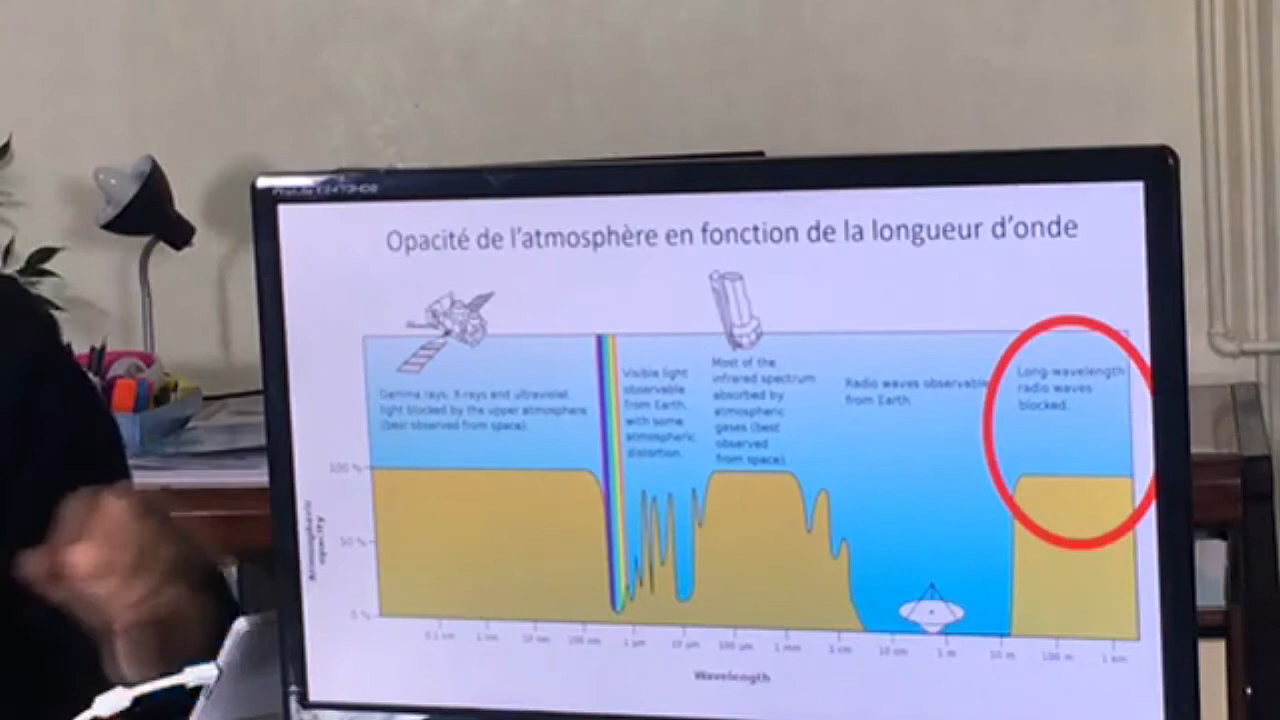 Opacité de l'atmosphère en fonction de la longueur d'onde
Gamma rays, X-rays and ultraviolet
light blocked by the upper atmosphere
(best observed from space).
Visible light
observable
from Earth,
with some
atmospheric
distortion.
Most of the
infrared spectrum
absorbed by
atmospheric
gases (best
observed
from space).
Radio waves observable
from Earth.
Long-wavelength
radio waves
blocked.
100 %
50 %
0 %
Atmospheric
opacity
0.1 nm 1 nm 10 nm 100 nm 1 µm 10 µm 100 µm 1 mm 1 cm 10 cm 1 m 10 m 100 m 1 km
Wavelength